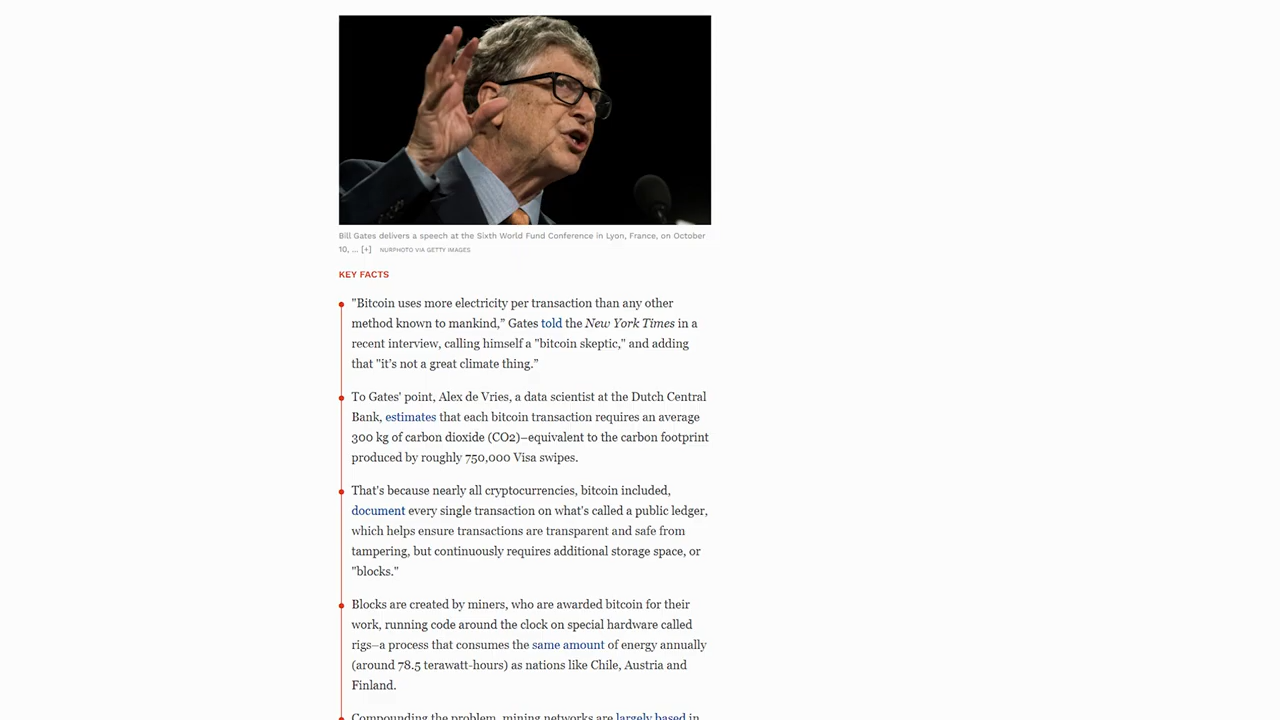 Bill Gates delivers a speech at the Sixth World Fund Conference in Lyon, France, on October
10, ... [+] NURPHOTO VIA GETTY IMAGES
KEY FACTS
"Bitcoin uses more electricity per transaction than any other
method known to mankind,” Gates told the New York Times in a
recent interview, calling himself a "bitcoin skeptic," and adding
that "it’s not a great climate thing.”
To Gates' point, Alex de Vries, a data scientist at the Dutch Central
Bank, estimates that each bitcoin transaction requires an average
300 kg of carbon dioxide (CO2)–equivalent to the carbon footprint
produced by roughly 750,000 Visa swipes.
That's because nearly all cryptocurrencies, bitcoin included,
document every single transaction on what's called a public ledger,
which helps ensure transactions are transparent and safe from
tampering, but continuously requires additional storage space, or
"blocks."
Blocks are created by miners, who are awarded bitcoin for their
work, running code around the clock on special hardware called
rigs–a process that consumes the same amount of energy annually
(around 78.5 terawatt-hours) as nations like Chile, Austria and
Finland.
Compounding the problem, mining networks are largely based in